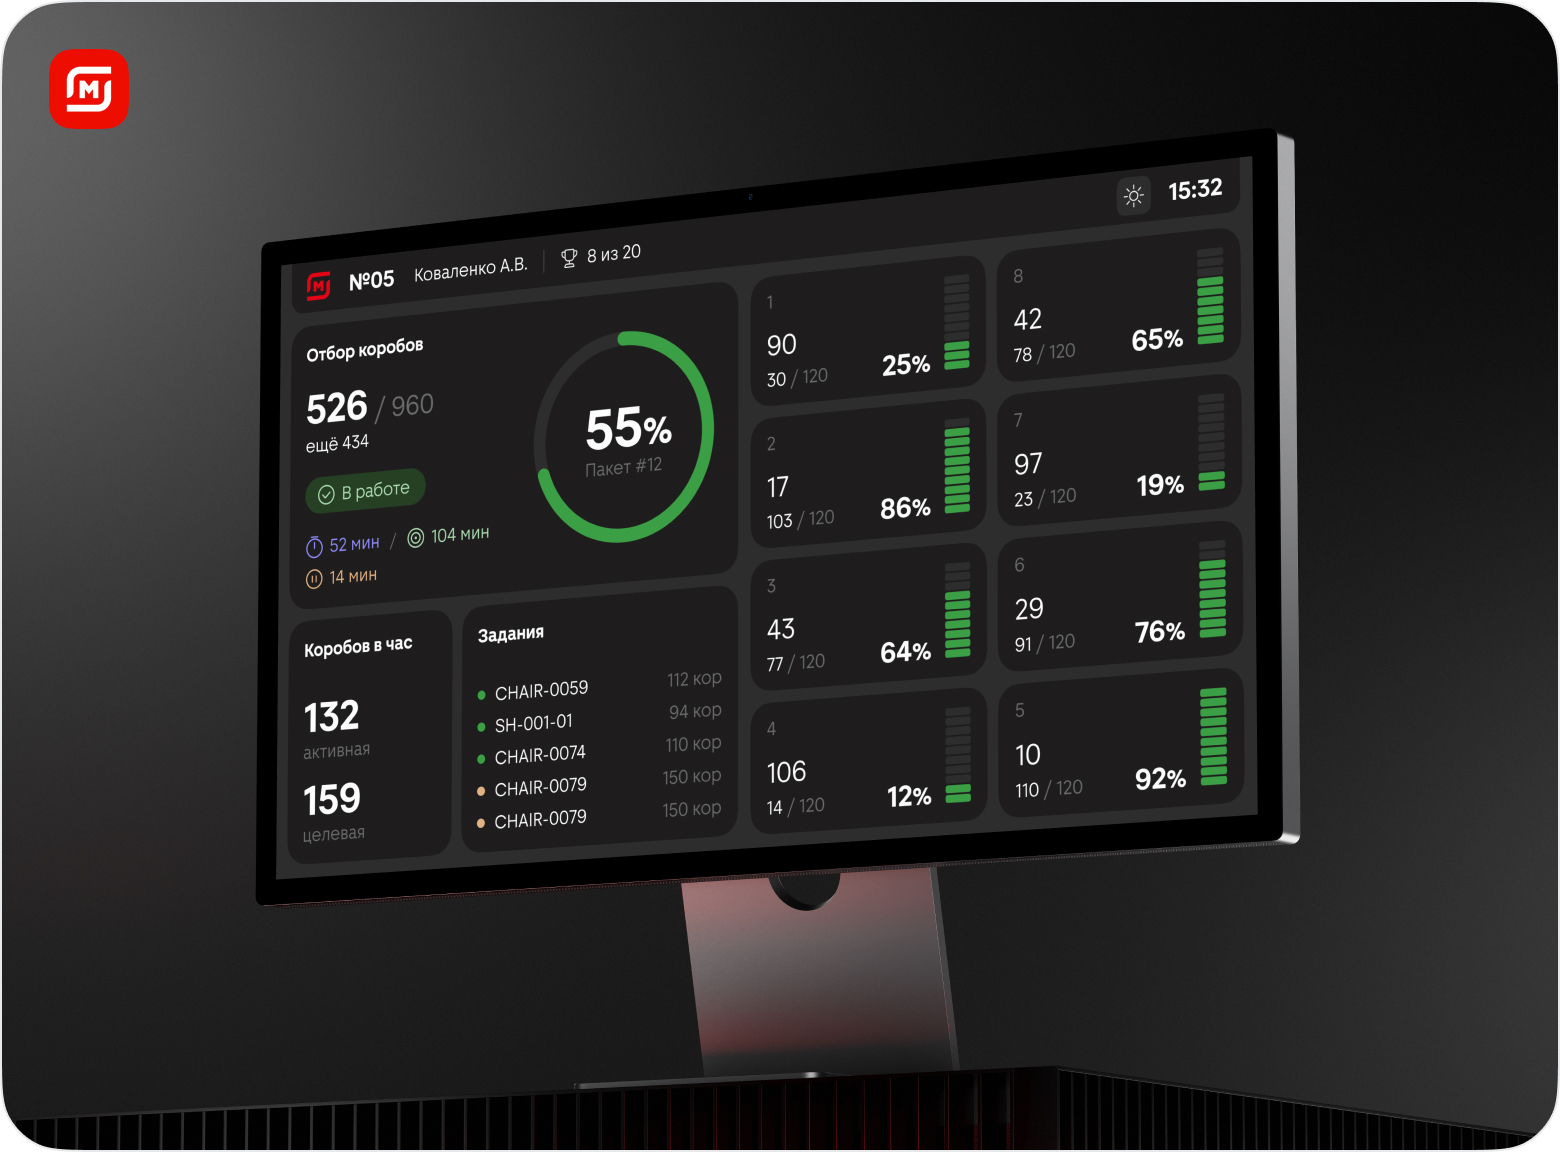 M
M №05 Коваленко А.В. 8 из 20
15:32
Отбор коробов
526 / 960
ещё 434
В работе
52 мин / 104 мин
14 мин
55%
Пакет #12
Коробов в час
132
активная
159
целевая
Задания
CHAIR-0059 112 кор
SH-001-01 94 кор
CHAIR-0074 110 кор
CHAIR-0079 150 кор
CHAIR-0079 150 кор
1
90
30 / 120 25%
2
17
103 / 120 86%
3
43
77 / 120 64%
4
106
14 / 120 12%
8
42
78 / 120 65%
7
97
23 / 120 19%
6
29
91 / 120 76%
5
10
110 / 120 92%